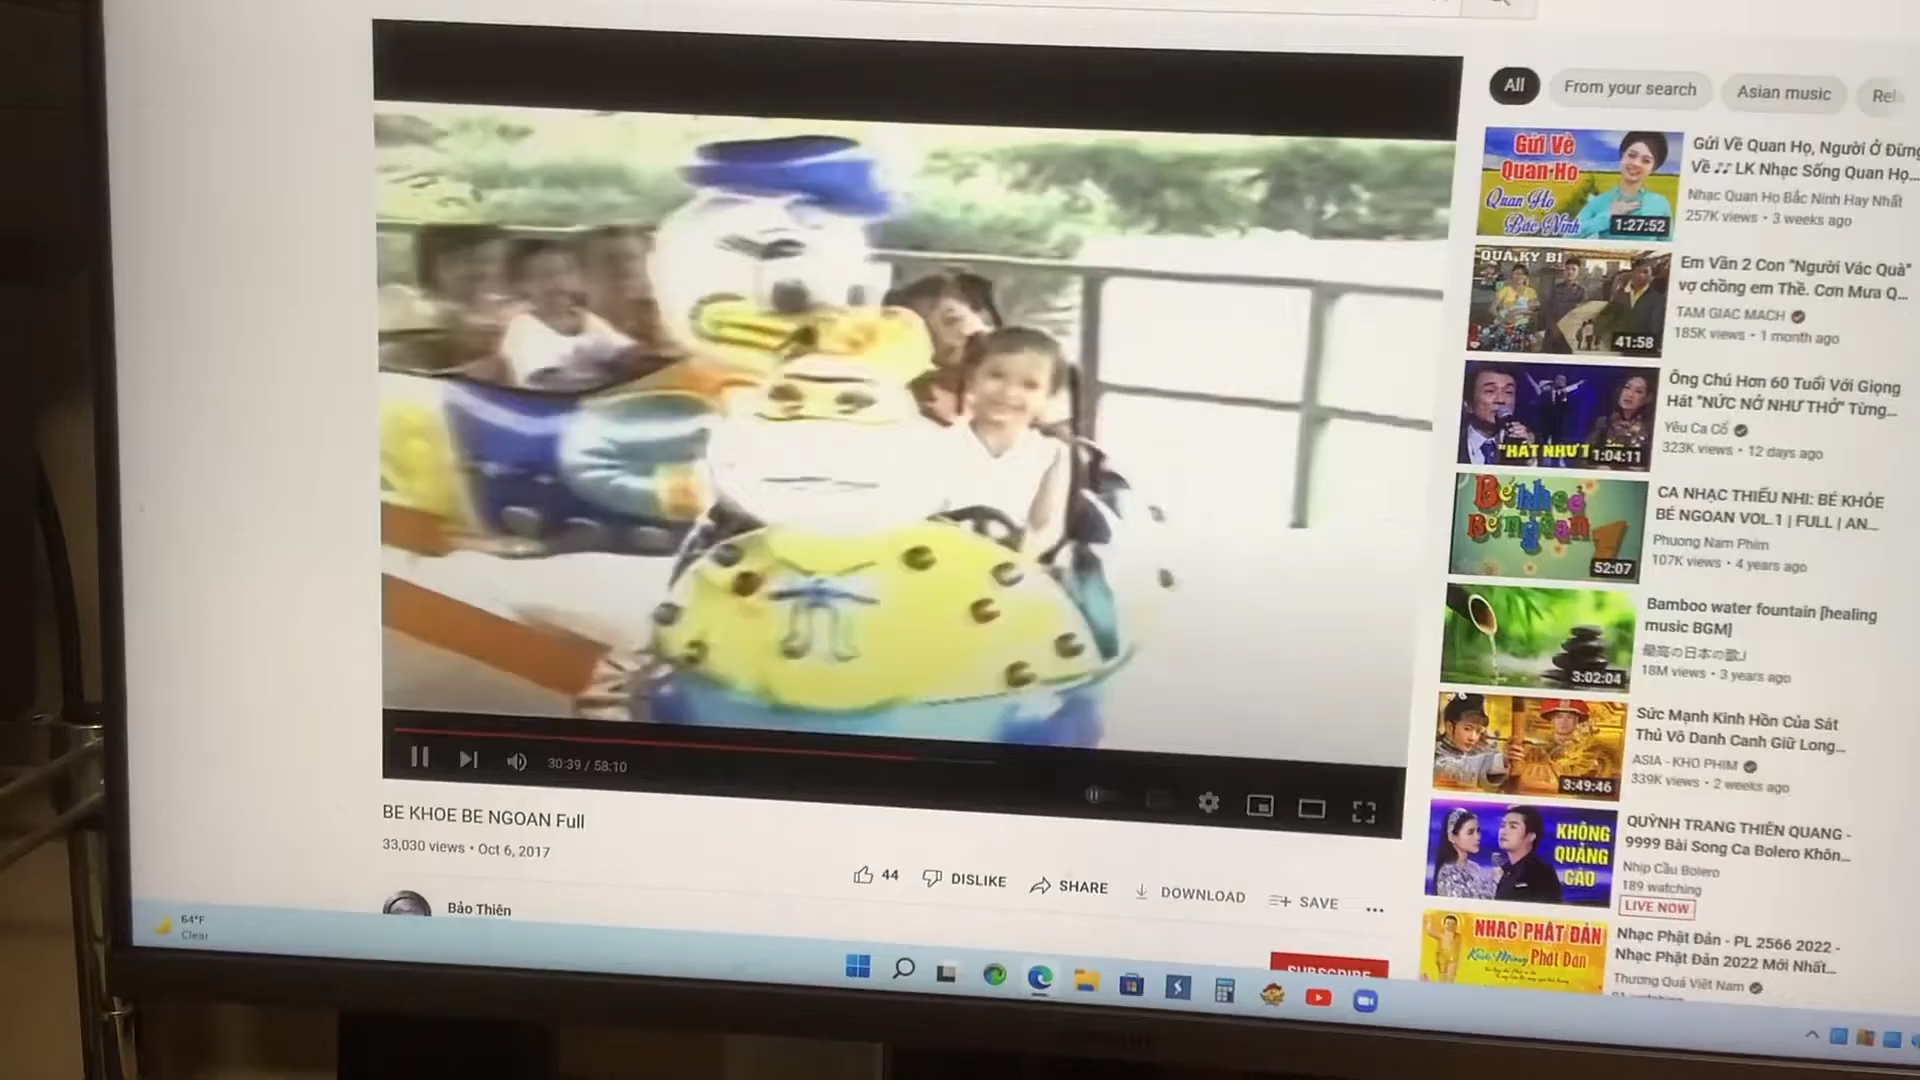 All
From your search
Asian music
Gửi Về
Quan Họ
Quan Họ
Bắc Ninh
1:27:52
Gửi Về Quan Họ, Người Ở Đừng
Về ♫ LK Nhạc Sống Quan Họ...
Nhạc Quan Họ Bắc Ninh Hay Nhất
257K views • 3 weeks ago
QUẢ KỲ BÍ
41:58
Em Vần 2 Con "Người Vác Quà"
vợ chồng em Thề. Cơn Mưa Q...
TAM GIAC MACH
185K views • 1 month ago
"HÁT NHƯ T
1:04:11
Ông Chú Hơn 60 Tuổi Với Giọng
Hát "NỨC NỞ NHƯ THỞ" Từng...
Yêu Ca Cổ
323K views • 12 days ago
Bé khỏe
Bé ngoan 1
52:07
CA NHẠC THIẾU NHI: BÉ KHỎE
BÉ NGOAN VOL.1 | FULL | AN...
Phuong Nam Phim
107K views • 4 years ago
3:02:04
Bamboo water fountain [healing
music BGM]
18M views • 3 years ago
3:49:46
Sức Mạnh Kinh Hồn Của Sát
Thủ Vô Danh Canh Giữ Long...
ASIA - KHO PHIM
339K views • 2 weeks ago
KHÔNG
QUẢNG
CÁO
QUỲNH TRANG THIÊN QUANG -
9999 Bài Song Ca Bolero Khôn...
Nhịp Cầu Bolero
189 watching
LIVE NOW
NHẠC PHẬT ĐẢN
Phật Đản
Nhạc Phật Đản - PL 2566 2022 -
Nhạc Phật Đản 2022 Mới Nhất...
Thương Quá Việt Nam
30:39 / 58:10
BE KHOE BE NGOAN Full
33,030 views • Oct 6, 2017
44
DISLIKE
SHARE
DOWNLOAD
SAVE
Bảo Thiên
SUBSCRIBE
64°F
Clear